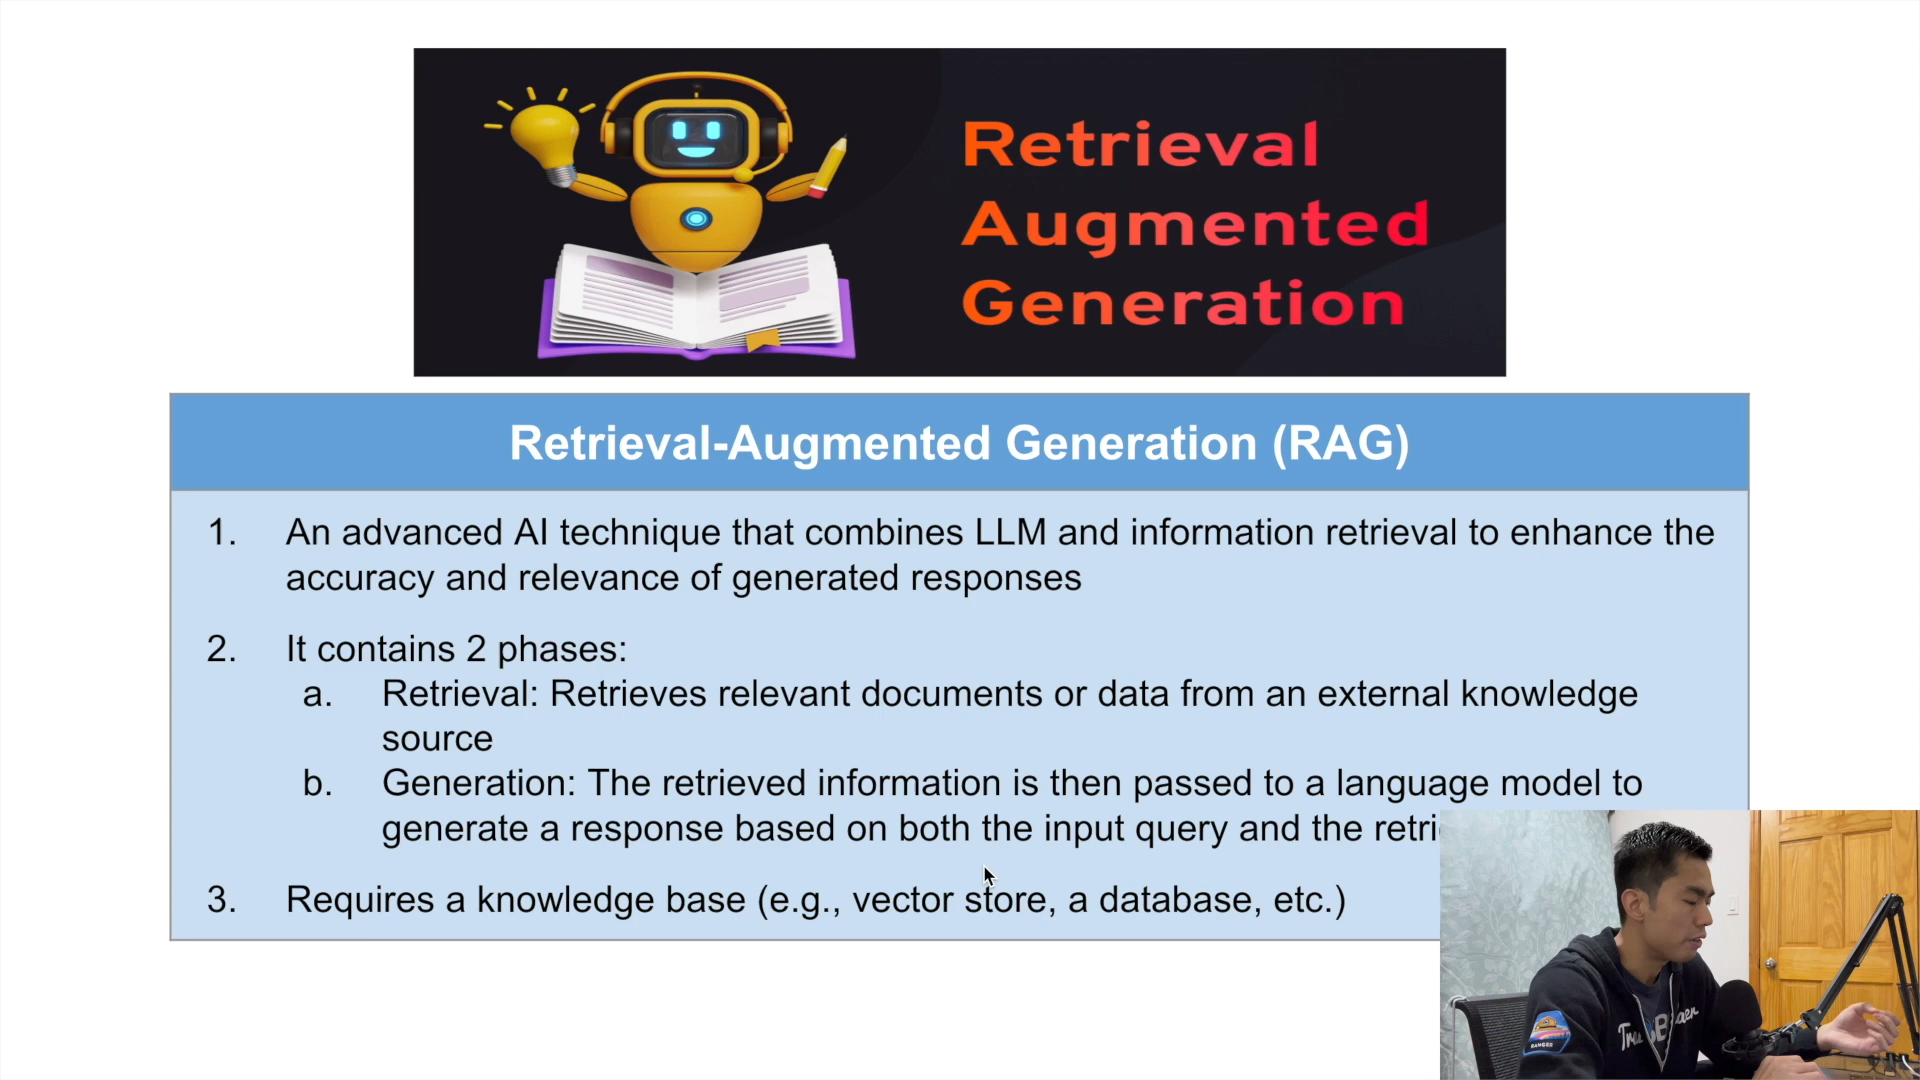 Retrieval
Augmented
Generation
Retrieval-Augmented Generation (RAG)
1. An advanced AI technique that combines LLM and information retrieval to enhance the
accuracy and relevance of generated responses
2. It contains 2 phases:
a. Retrieval: Retrieves relevant documents or data from an external knowledge
source
b. Generation: The retrieved information is then passed to a language model to
generate a response based on both the input query and the
3. Requires a knowledge base (e.g., vector store, a database, etc.)
RANGER